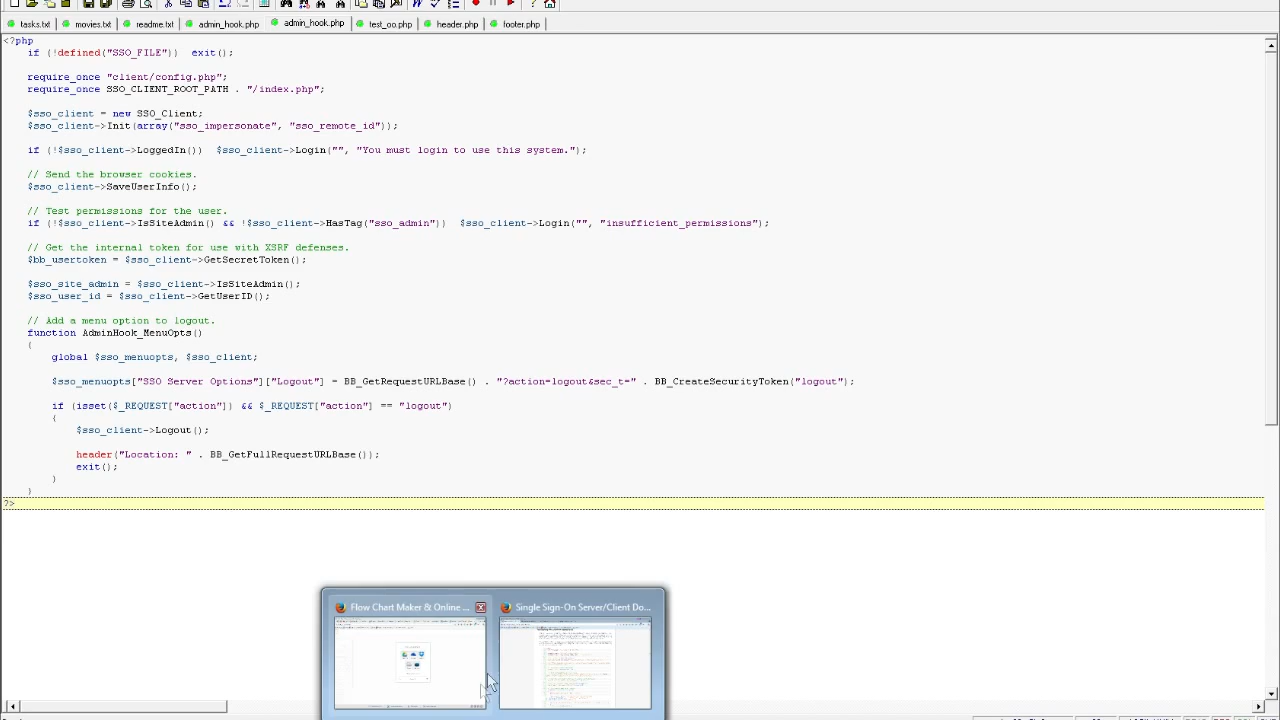 tasks.txt movies.txt readme.txt admin_hook.php admin_hook.php test_oo.php header.php footer.php
<?php
if (!defined("SSO_FILE")) exit();
require_once "client/config.php";
require_once SSO_CLIENT_ROOT_PATH . "/index.php";
$sso_client = new SSO_Client;
$sso_client->Init(array("sso_impersonate", "sso_remote_id"));
if (!$sso_client->LoggedIn()) $sso_client->Login("", "You must login to use this system.");
// Send the browser cookies.
$sso_client->SaveUserInfo();
// Test permissions for the user.
if (!$sso_client->IsSiteAdmin() && !$sso_client->HasTag("sso_admin")) $sso_client->Login("", "insufficient_permissions");
// Get the internal token for use with XSRF defenses.
$bb_usertoken = $sso_client->GetSecretToken();
$sso_site_admin = $sso_client->IsSiteAdmin();
$sso_user_id = $sso_client->GetUserID();
// Add a menu option to logout.
function AdminHook_MenuOpts()
{
global $sso_menuopts, $sso_client;
$sso_menuopts["SSO Server Options"]["Logout"] = BB_GetRequestURLBase() . "?action=logout&sec_t=" . BB_CreateSecurityToken("logout");
if (isset($_REQUEST["action"]) && $_REQUEST["action"] == "logout")
{
$sso_client->Logout();
header("Location: " . BB_GetFullRequestURLBase());
exit();
}
}
?>
Flow Chart Maker & Online ... Single Sign-On Server/Client Do...